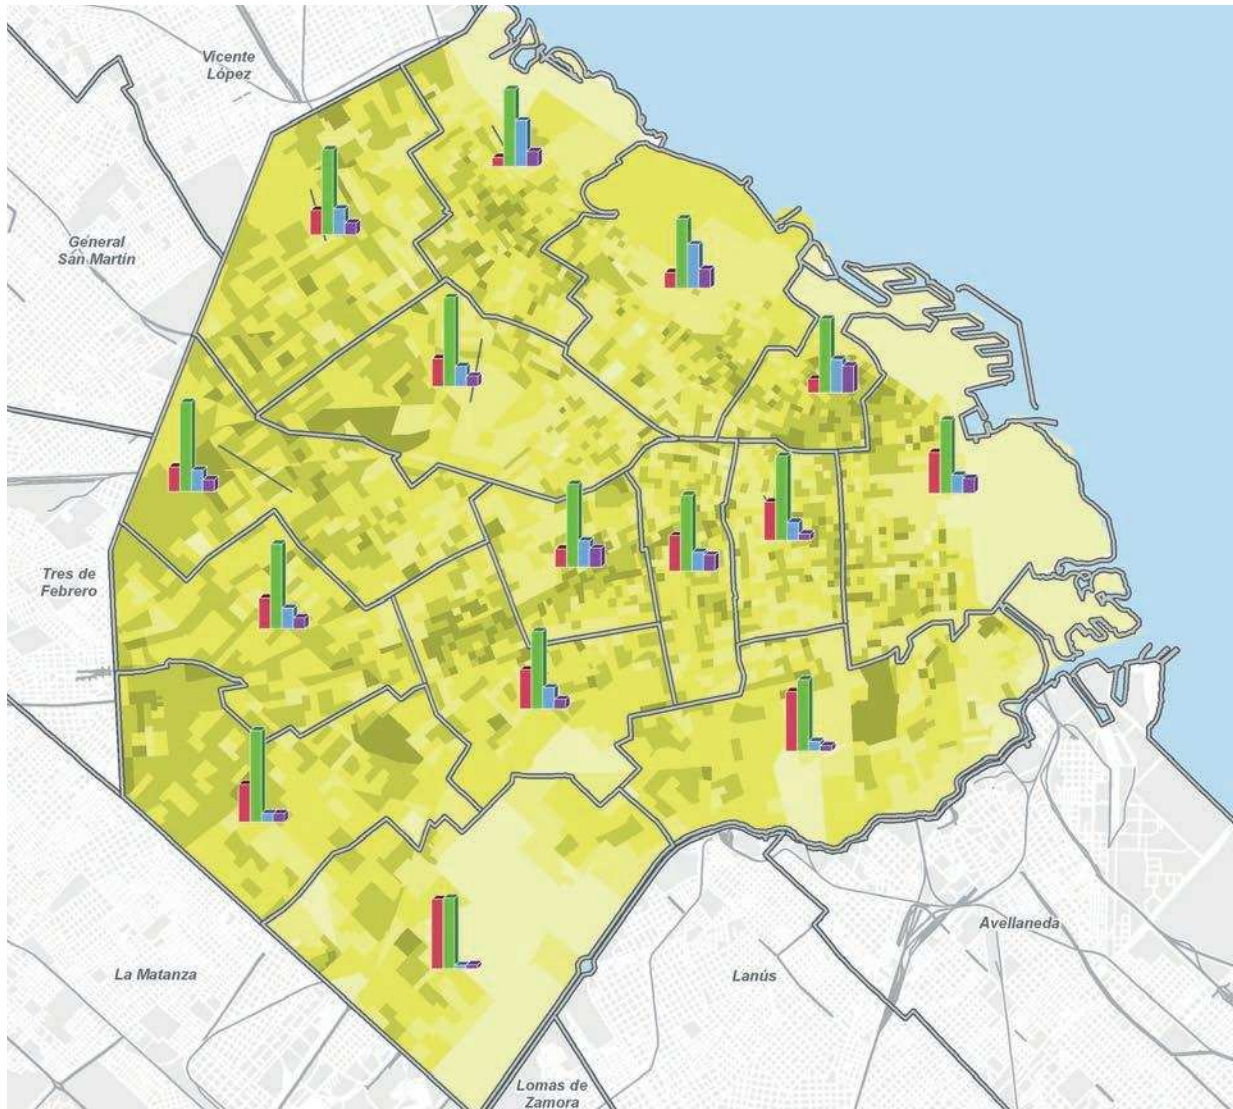 Vicente
López
General
San Martín
Tres de
Febrero
La Matanza
Avellaneda
Lanús
Lomas de
Zamora